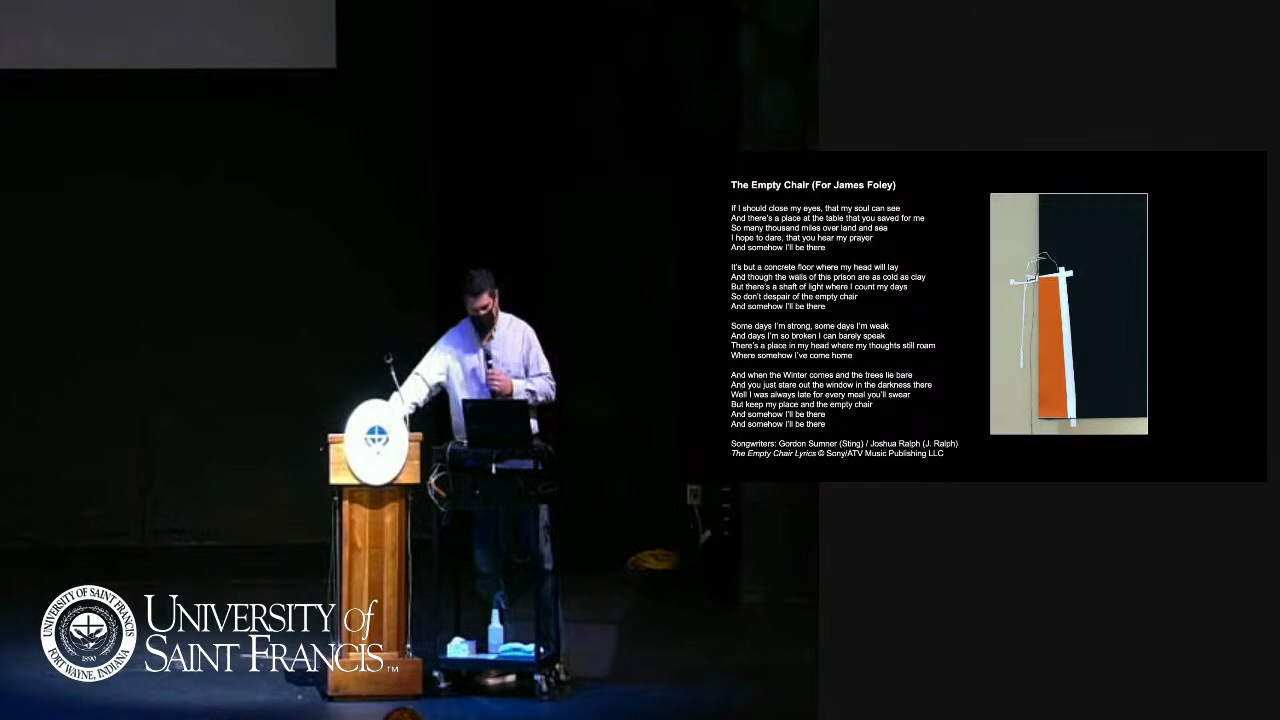 The Empty Chair (For James Foley)
If I should close my eyes, that my soul can see
And there's a place at the table that you saved for me
So many thousand miles over land and sea
I hope to dare, that you hear my prayer
And somehow I'll be there
It's but a concrete floor where my head will lay
And though the walls of this prison are as cold as clay
But there's a shaft of light where I count my days
So don't despair of the empty chair
And somehow I'll be there
Some days I'm strong, some days I'm weak
And days I'm so broken I can barely speak
There's a place in my head where my thoughts still roam
Where somehow I've come home
And when the Winter comes and the trees lie bare
And you just stare out the window in the darkness there
Well I was always late for every meal you'll swear
But keep my place and the empty chair
And somehow I'll be there
And somehow I'll be there
Songwriters: Gordon Sumner (Sting) / Joshua Ralph (J. Ralph)
The Empty Chair Lyrics © Sony/ATV Music Publishing LLC
UNIVERSITY OF SAINT FRANCIS
1890
FORT WAYNE, INDIANA
UNIVERSITY of
SAINT FRANCIS™